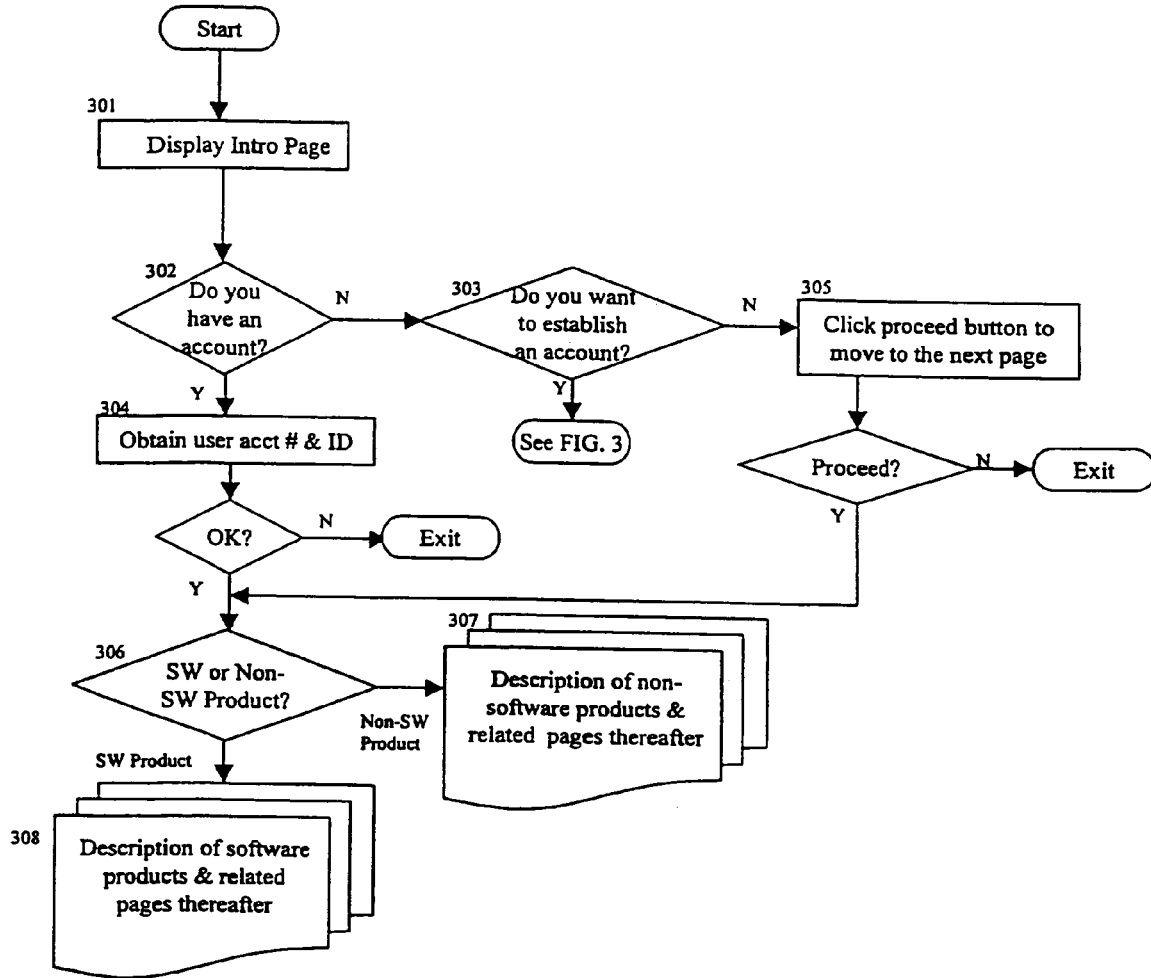 Start
301
Display Intro Page
302
Do you
have an
account?
N
303
Do you want
to establish
an account?
N
305
Click proceed button to
move to the next page
Y
304
Obtain user acct # & ID
Y
See FIG. 3
Proceed?
N
Exit
Y
OK?
N
Exit
Y
306
SW or Non-
SW Product?
Non-SW
Product
307
Description of non-
software products &
related pages thereafter
SW Product
308
Description of software
products & related
pages thereafter